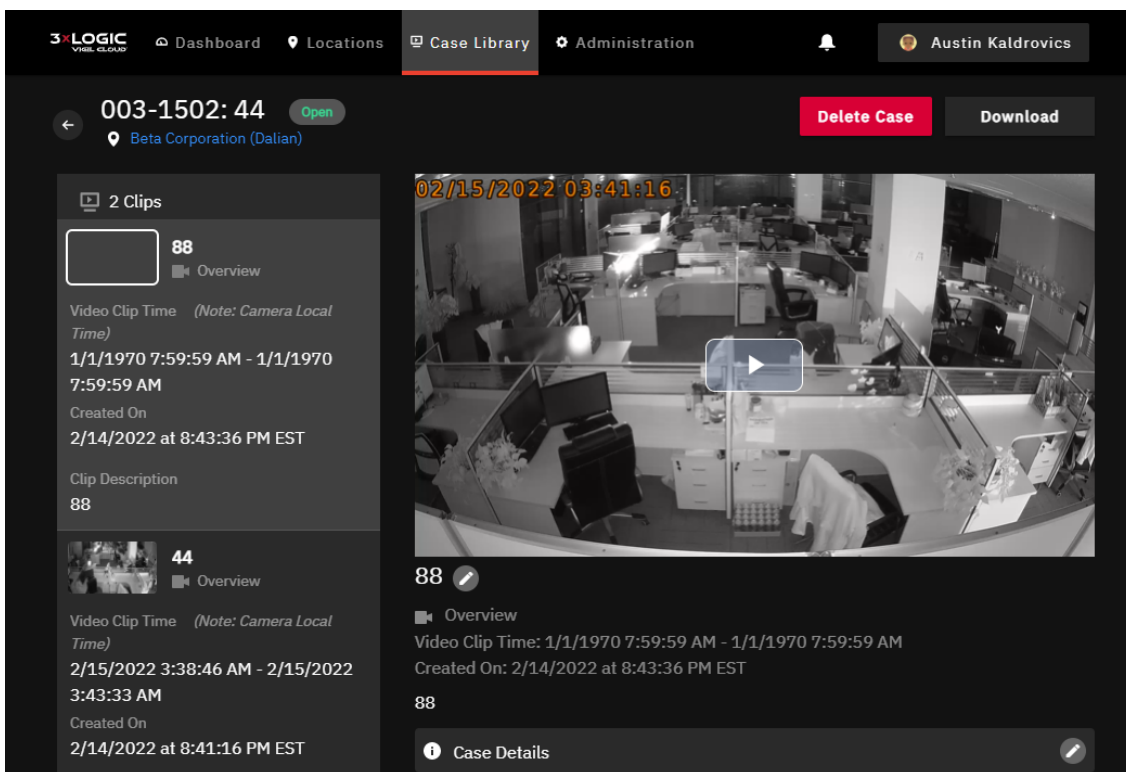 3×LOGIC
VIGIL CLOUD
Dashboard
Locations
Case Library
Administration
Austin Kaldrovics
003-1502: 44
Open
Beta Corporation (Dalian)
Delete Case
Download
2 Clips
88
Overview
Video Clip Time (Note: Camera Local
Time)
1/1/1970 7:59:59 AM - 1/1/1970
7:59:59 AM
Created On
2/14/2022 at 8:43:36 PM EST
Clip Description
88
44
Overview
Video Clip Time (Note: Camera Local
Time)
2/15/2022 3:38:46 AM - 2/15/2022
3:43:33 AM
Created On
2/14/2022 at 8:41:16 PM EST
02/15/2022 03:41:16
88
Overview
Video Clip Time: 1/1/1970 7:59:59 AM - 1/1/1970 7:59:59 AM
Created On: 2/14/2022 at 8:43:36 PM EST
88
Case Details